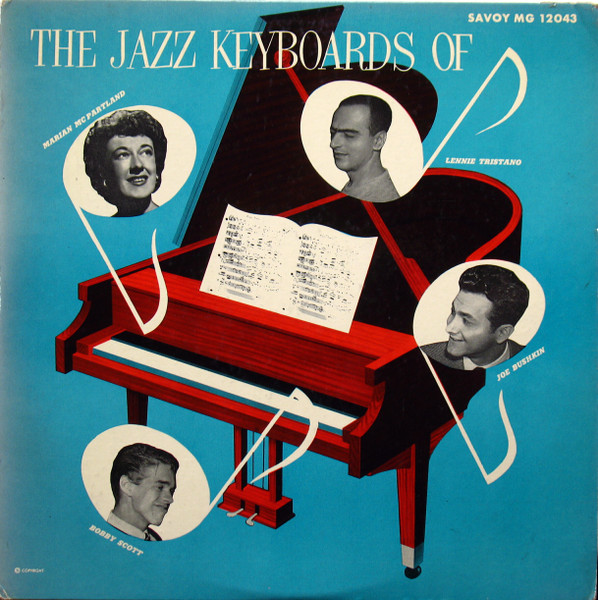 SAVOY MG 12043
THE JAZZ KEYBOARDS OF
MARIAN MCPARTLAND
LENNIE TRISTANO
JOE BUSHKIN
BOBBY SCOTT
© COPYRIGHT